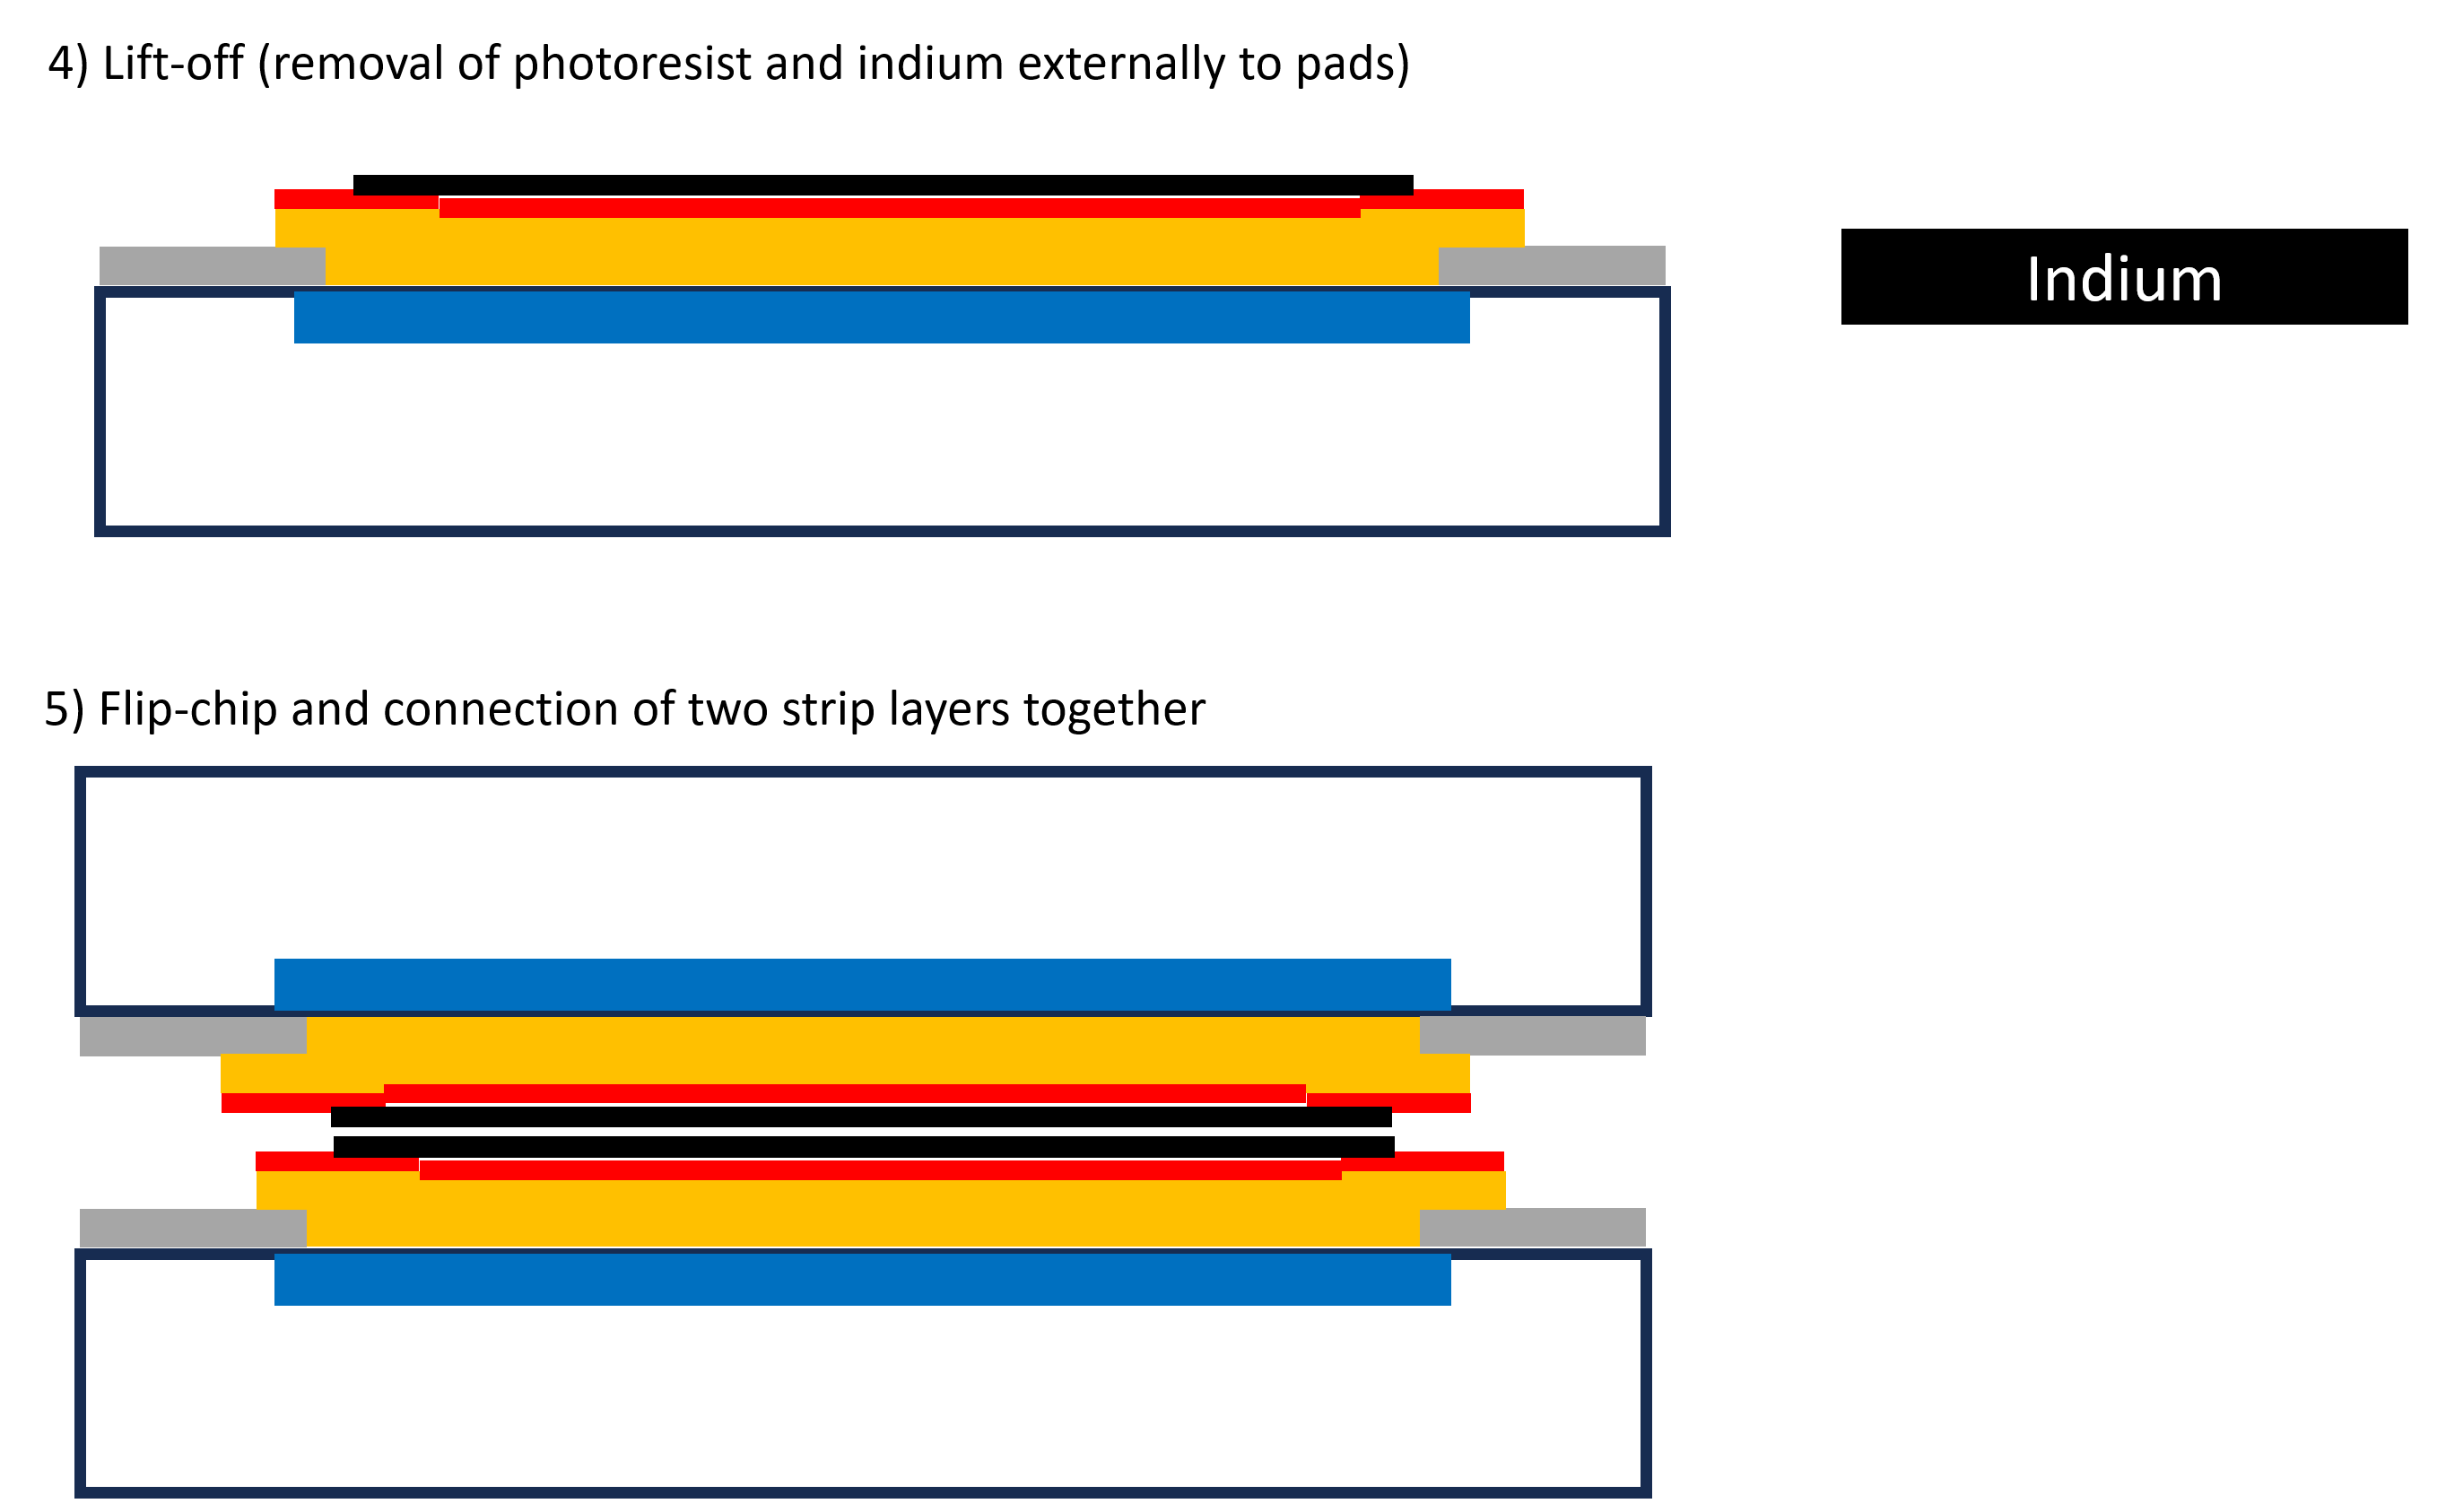 4) Lift-off (removal of photoresist and indium externally to pads)
Indium
5) Flip-chip and connection of two strip layers together